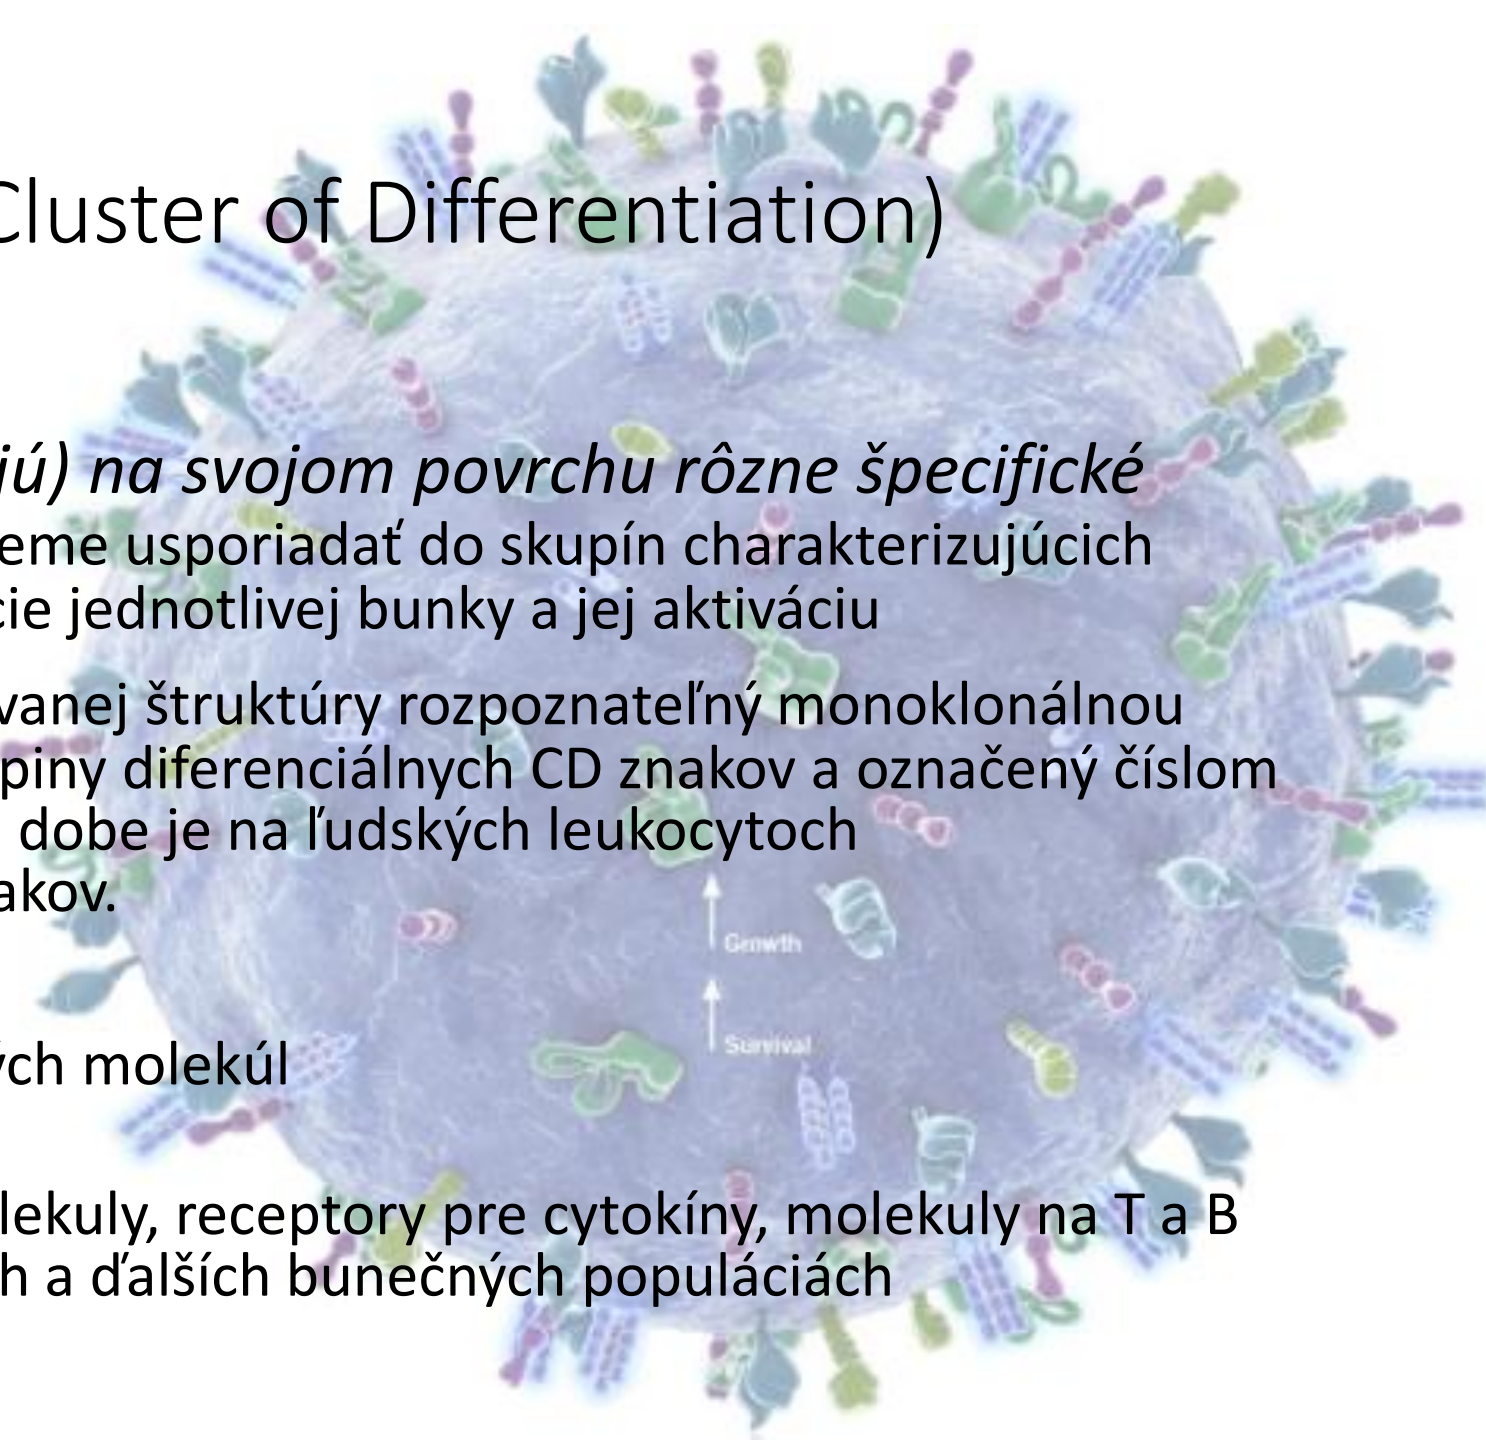 Cluster of Differentiation)
jú) na svojom povrchu rôzne špecifické
eme usporiadať do skupín charakterizujúcich
cie jednotlivej bunky a jej aktiváciu
vanej štruktúry rozpoznateľný monoklonálnou
piny diferenciálnych CD znakov a označený číslom
dobe je na ľudských leukocytoch
akov.
Growth
Survival
ých molekúl
lekuly, receptory pre cytokíny, molekuly na T a B
h a ďalších bunečných populáciách